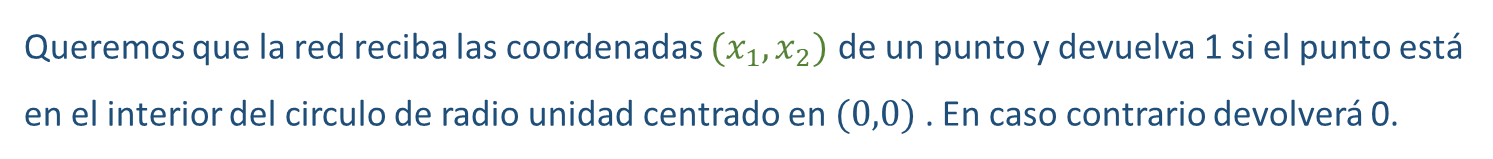 Queremos que la red reciba las coordenadas (x₁, x₂) de un punto y devuelva 1 si el punto está
en el interior del circulo de radio unidad centrado en (0,0) . En caso contrario devolverá 0.